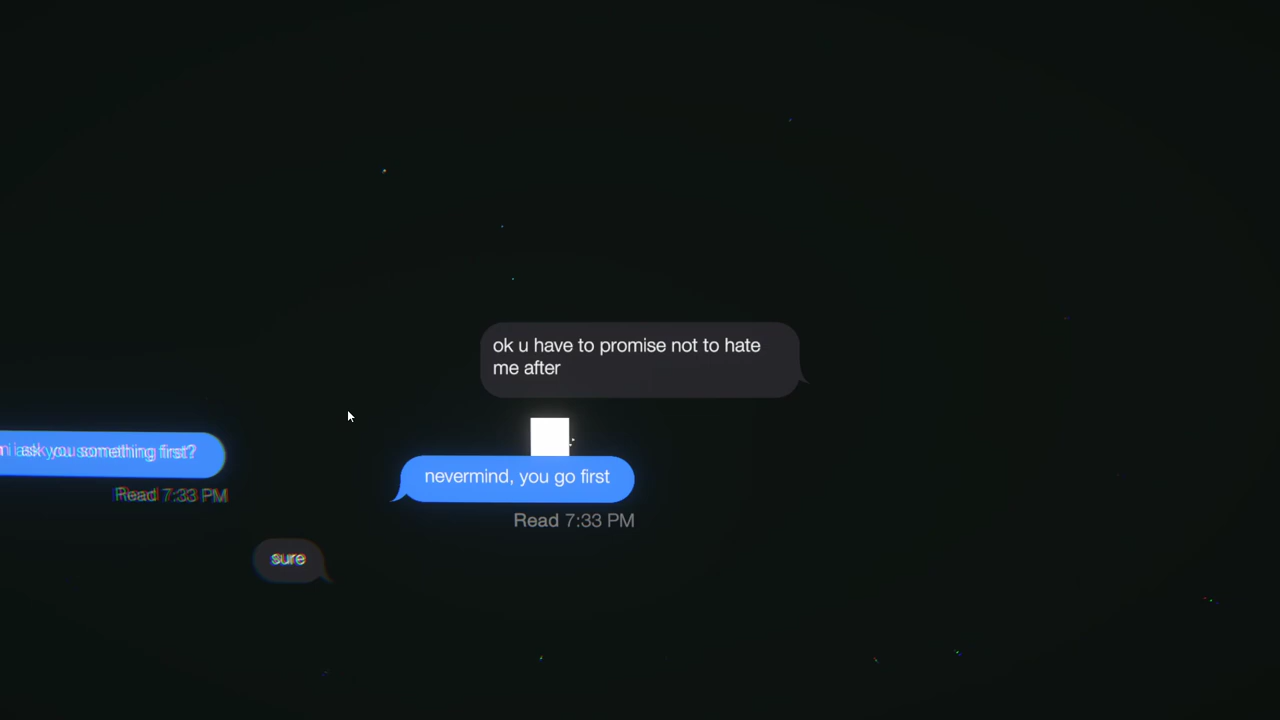 i ask you something first?
Read 7:33 PM
sure
ok u have to promise not to hate
me after
nevermind, you go first
Read 7:33 PM